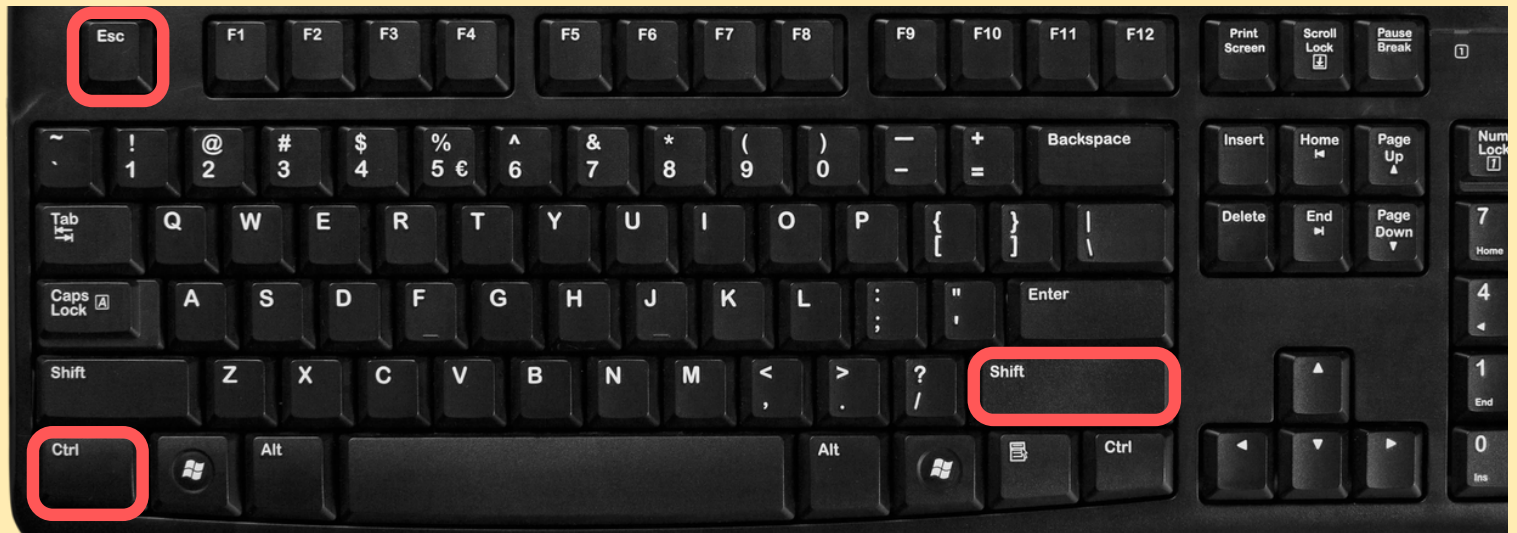 Esc F1 F2 F3 F4 F5 F6 F7 F8 F9 F10 F11 F12 Print Screen Scroll Lock Pause Break 1
~ ` ! 1 @ 2 # 3 $ 4 % 5 € ^ 6 & 7 * 8 ( 9 ) 0 — - + = Backspace Insert Home Page Up Num Lock 1
Tab Q W E R T Y U I O P { [ } ] | \ Delete End Page Down 7 Home
Caps Lock A A S D F G H J K L : ; " ' Enter 4
Shift Z X C V B N M < , > . ? / Shift 1 End
Ctrl Alt Alt Ctrl 0 Ins